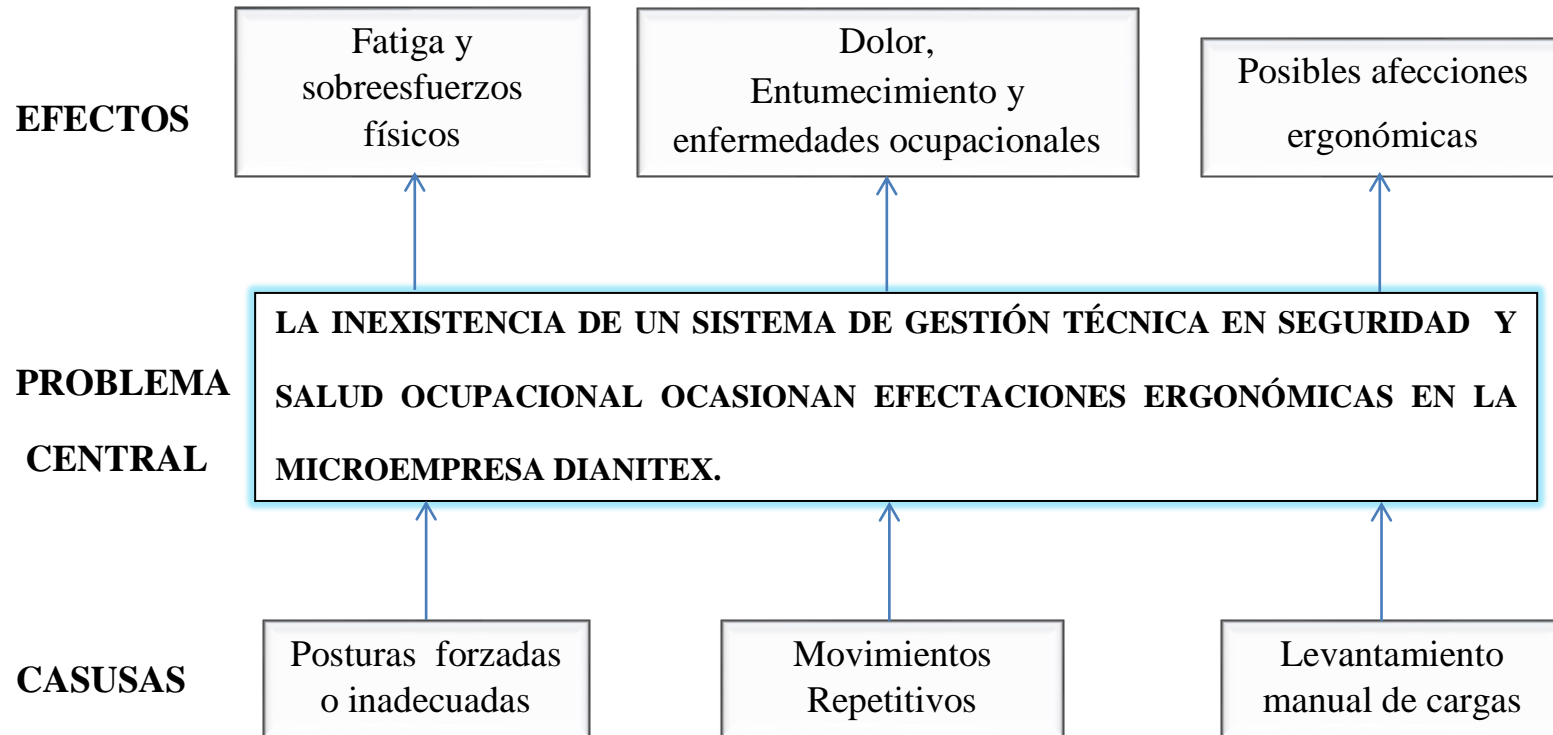 EFECTOS
Fatiga y
sobreesfuerzos
físicos
Dolor,
Entumecimiento y
enfermedades ocupacionales
Posibles afecciones
ergonómicas
PROBLEMA
CENTRAL
LA INEXISTENCIA DE UN SISTEMA DE GESTIÓN TÉCNICA EN SEGURIDAD Y
SALUD OCUPACIONAL OCASIONAN EFECTACIONES ERGONÓMICAS EN LA
MICROEMPRESA DIANITEX.
CASUSAS
Posturas forzadas
o inadecuadas
Movimientos
Repetitivos
Levantamiento
manual de cargas